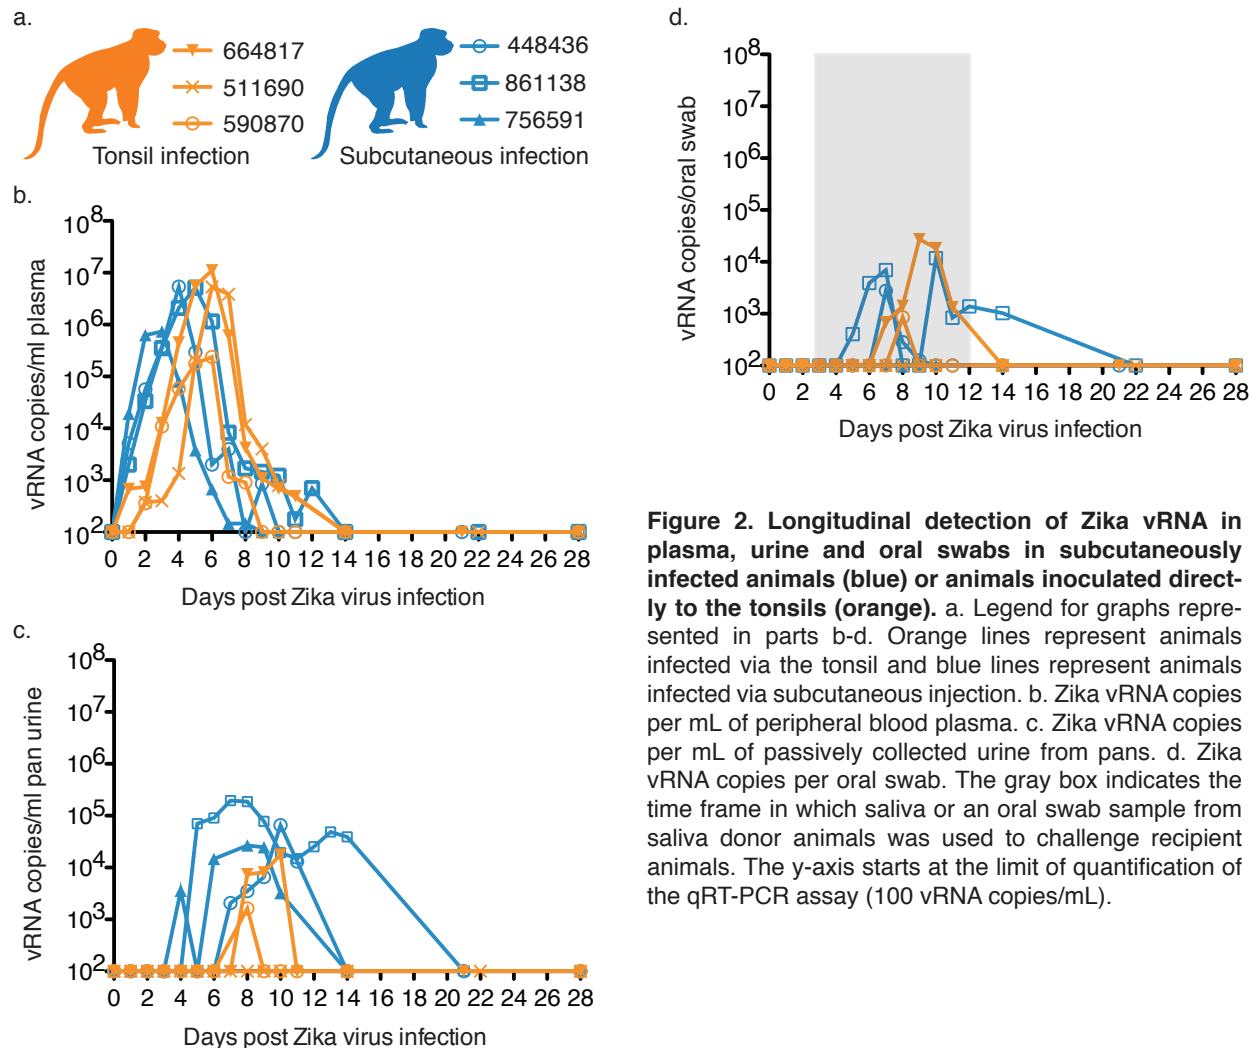 a.
664817
511690
590870
Tonsil infection
448436
861138
756591
Subcutaneous infection
b.
vRNA copies/ml plasma
10^8
10^7
10^6
10^5
10^4
10^3
10^2
0 2 4 6 8 10 12 14 16 18 20 22 24 26 28
Days post Zika virus infection
c.
vRNA copies/ml pan urine
10^8
10^7
10^6
10^5
10^4
10^3
10^2
0 2 4 6 8 10 12 14 16 18 20 22 24 26 28
Days post Zika virus infection
d.
vRNA copies/oral swab
10^8
10^7
10^6
10^5
10^4
10^3
10^2
0 2 4 6 8 10 12 14 16 18 20 22 24 26 28
Days post Zika virus infection
Figure 2. Longitudinal detection of Zika vRNA in
plasma, urine and oral swabs in subcutaneously
infected animals (blue) or animals inoculated direct-
ly to the tonsils (orange). a. Legend for graphs repre-
sented in parts b-d. Orange lines represent animals
infected via the tonsil and blue lines represent animals
infected via subcutaneous injection. b. Zika vRNA copies
per mL of peripheral blood plasma. c. Zika vRNA copies
per mL of passively collected urine from pans. d. Zika
vRNA copies per oral swab. The gray box indicates the
time frame in which saliva or an oral swab sample from
saliva donor animals was used to challenge recipient
animals. The y-axis starts at the limit of quantification of
the qRT-PCR assay (100 vRNA copies/mL).